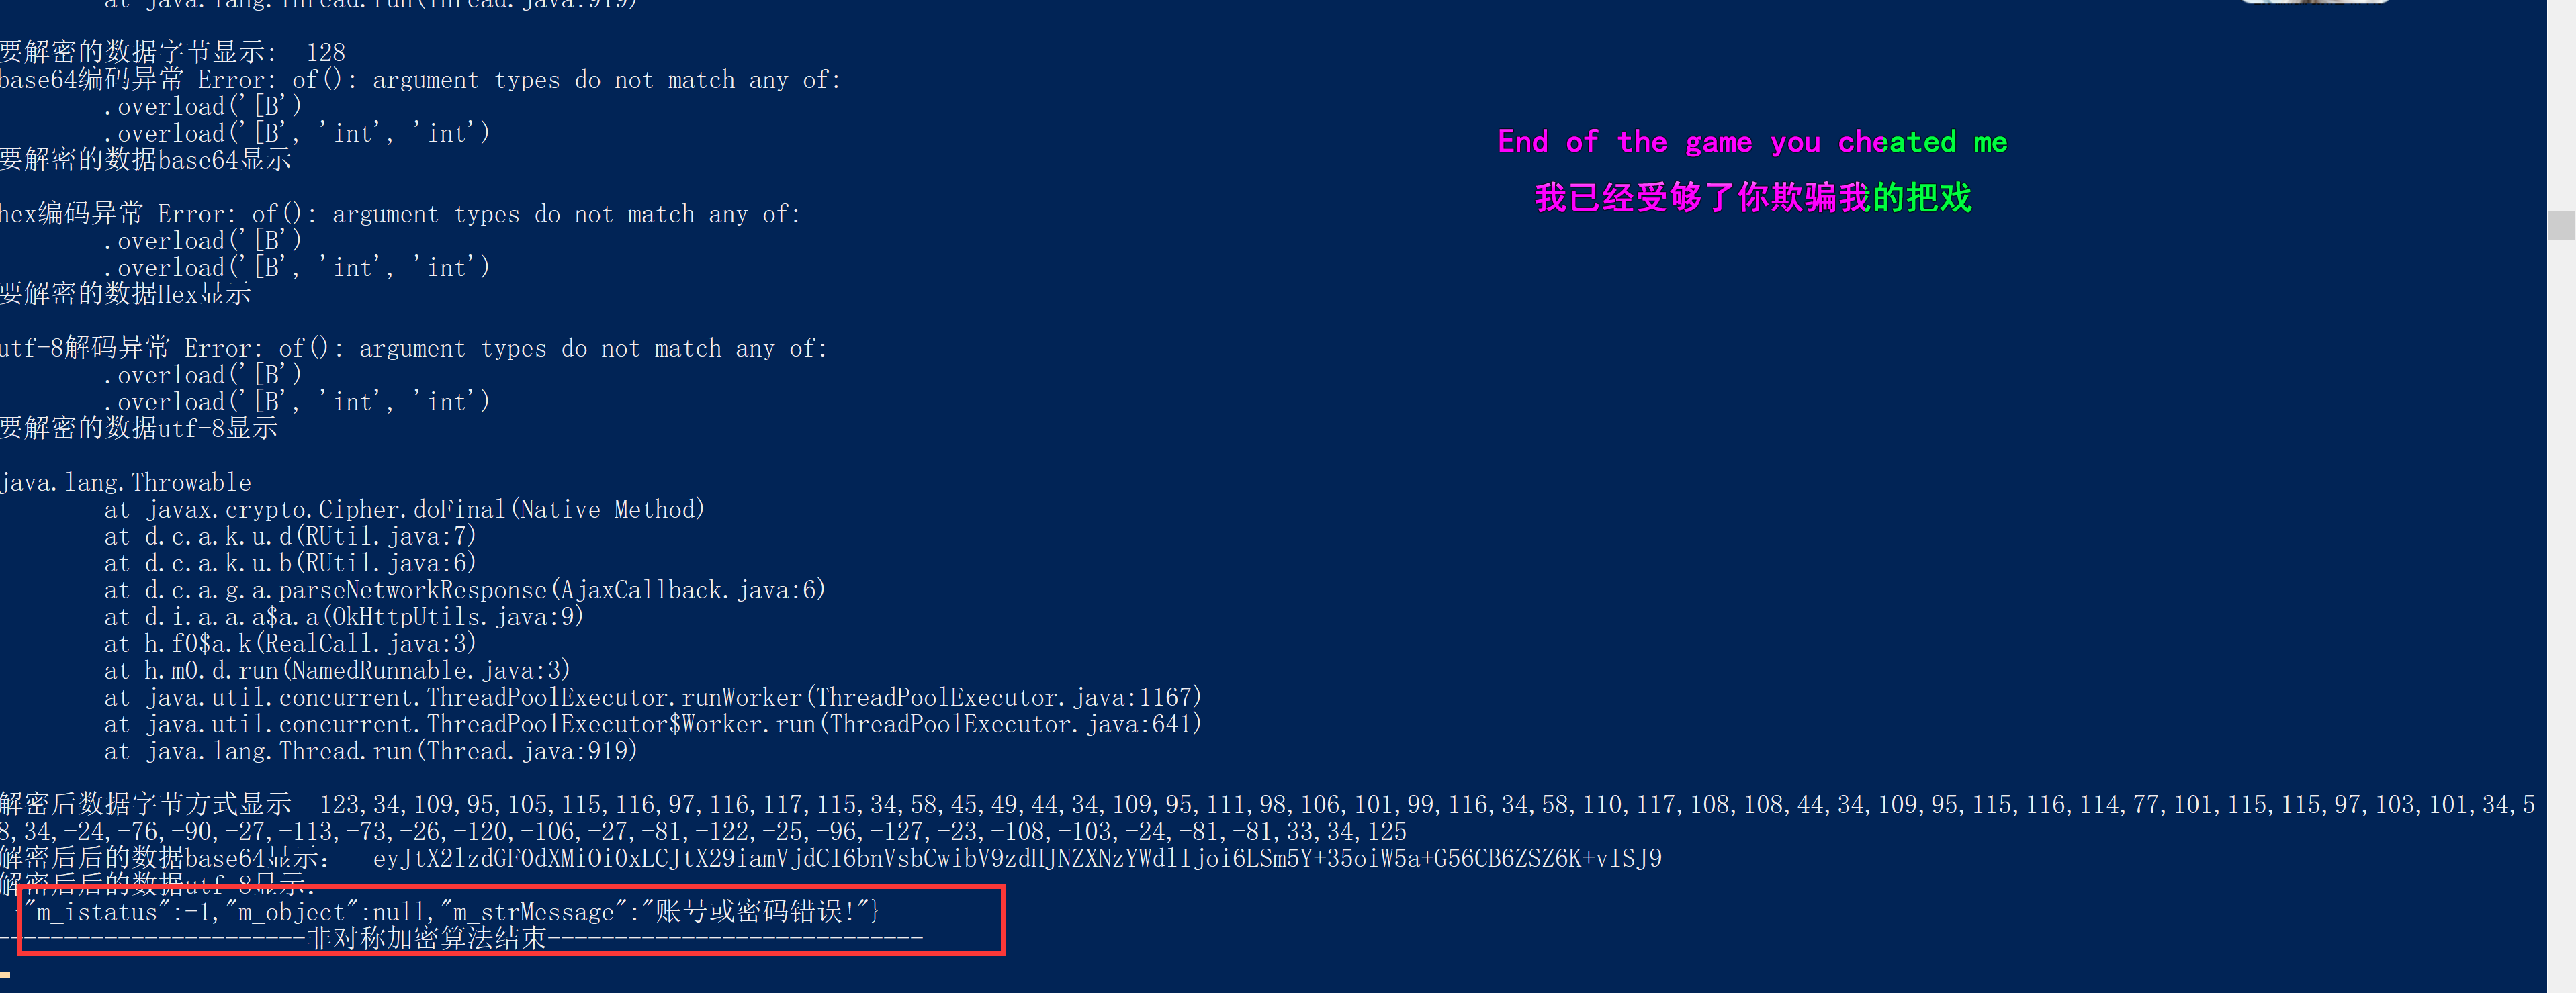 at java.lang.Thread.run(Thread.java:919)
要解密的数据字节显示:  128
base64编码异常 Error: of(): argument types do not match any of:
.overload('[B')
.overload('[B', 'int', 'int')
要解密的数据base64显示
hex编码异常 Error: of(): argument types do not match any of:
.overload('[B')
.overload('[B', 'int', 'int')
要解密的数据Hex显示
utf-8解码异常 Error: of(): argument types do not match any of:
.overload('[B')
.overload('[B', 'int', 'int')
要解密的数据utf-8显示
java.lang.Throwable
at javax.crypto.Cipher.doFinal(Native Method)
at d.c.a.k.u.d(RUtil.java:7)
at d.c.a.k.u.b(RUtil.java:6)
at d.c.a.g.a.parseNetworkResponse(AjaxCallback.java:6)
at d.i.a.a.a$a.a(OkHttpUtils.java:9)
at h.f0$a.k(RealCall.java:3)
at h.m0.d.run(NamedRunnable.java:3)
at java.util.concurrent.ThreadPoolExecutor.runWorker(ThreadPoolExecutor.java:1167)
at java.util.concurrent.ThreadPoolExecutor$Worker.run(ThreadPoolExecutor.java:641)
at java.lang.Thread.run(Thread.java:919)
解密后数据字节方式显示  123,34,109,95,105,115,116,97,116,117,115,34,58,45,49,44,34,109,95,111,98,106,101,99,116,34,58,110,117,108,108,44,34,109,95,115,116,114,77,101,115,115,97,103,101,34,5
8,34,-24,-76,-90,-27,-113,-73,-26,-120,-106,-27,-81,-122,-25,-96,-127,-23,-108,-103,-24,-81,-81,33,34,125
解密后后的数据base64显示:  eyJtX2lzdGF0dXMiOi0xLCJtX29iamVjdCI6bnVsbCwibV9zdHJNZXNzYWdlIjoi6LSm5Y+35oiW5a+G56CB6ZSZ6K+vISJ9
解密后后的数据utf-8显示:
{"m_istatus":-1,"m_object":null,"m_strMessage":"账号或密码错误!"}
-----------------------非对称加密算法结束----------------------------
End of the game you cheated me
我已经受够了你欺骗我的把戏